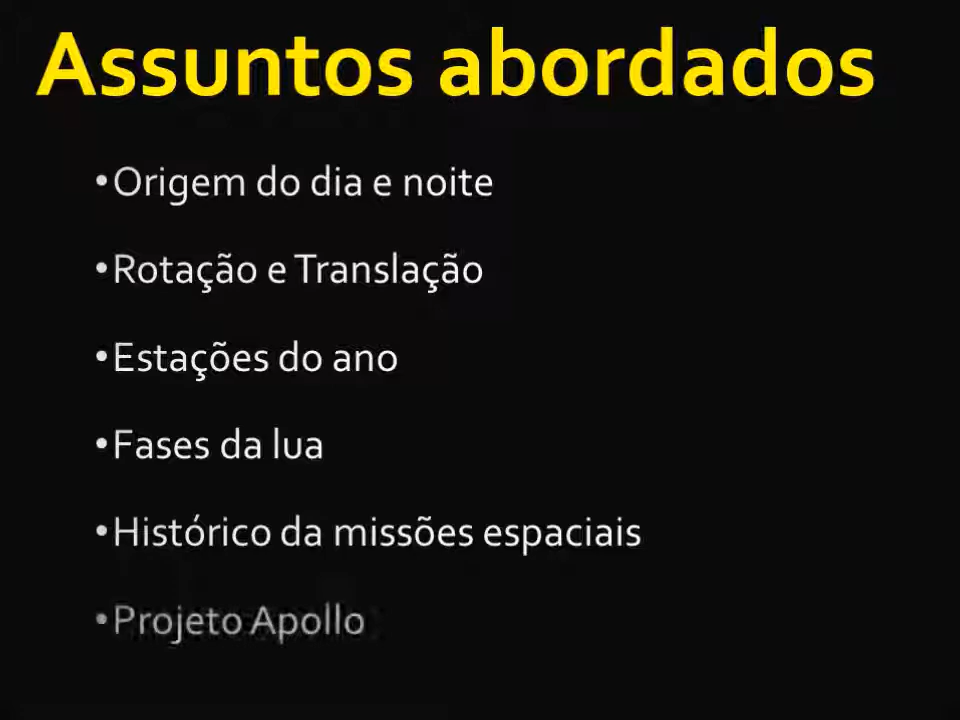 Assuntos abordados
•Origem do dia e noite
•Rotação e Translação
•Estações do ano
•Fases da lua
•Histórico da missões espaciais
•Projeto Apollo